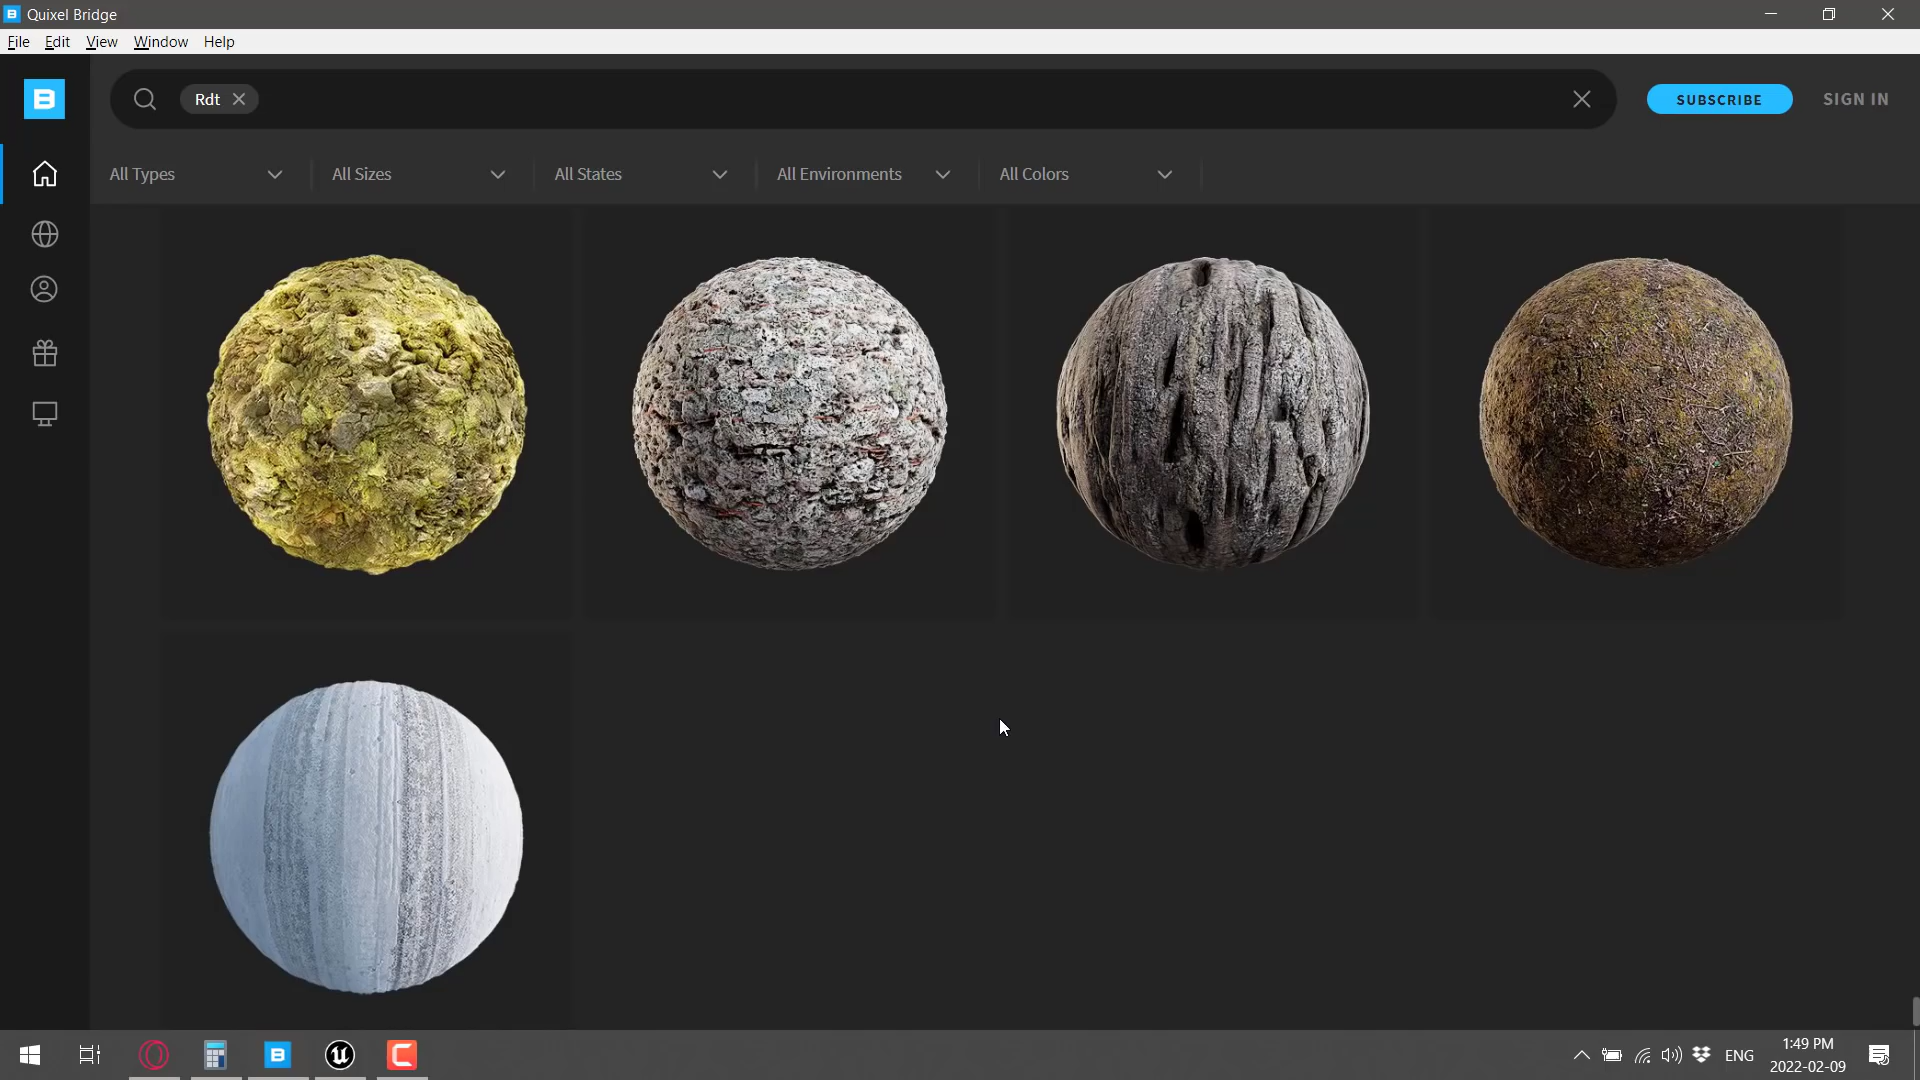 Quixel Bridge
File Edit View Window Help
Rdt
SUBSCRIBE
SIGN IN
All Types
All Sizes
All States
All Environments
All Colors
ENG
1:49 PM
2022-02-09